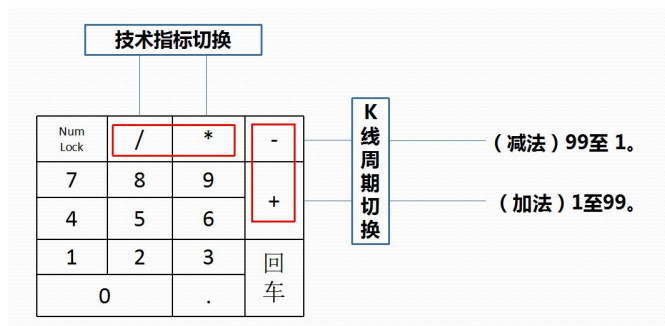 技术指标切换
Num Lock / * -
7 8 9
+
4 5 6
1 2 3
回车
0 .
K线周期切换
（减法）99至 1。
（加法）1至99。